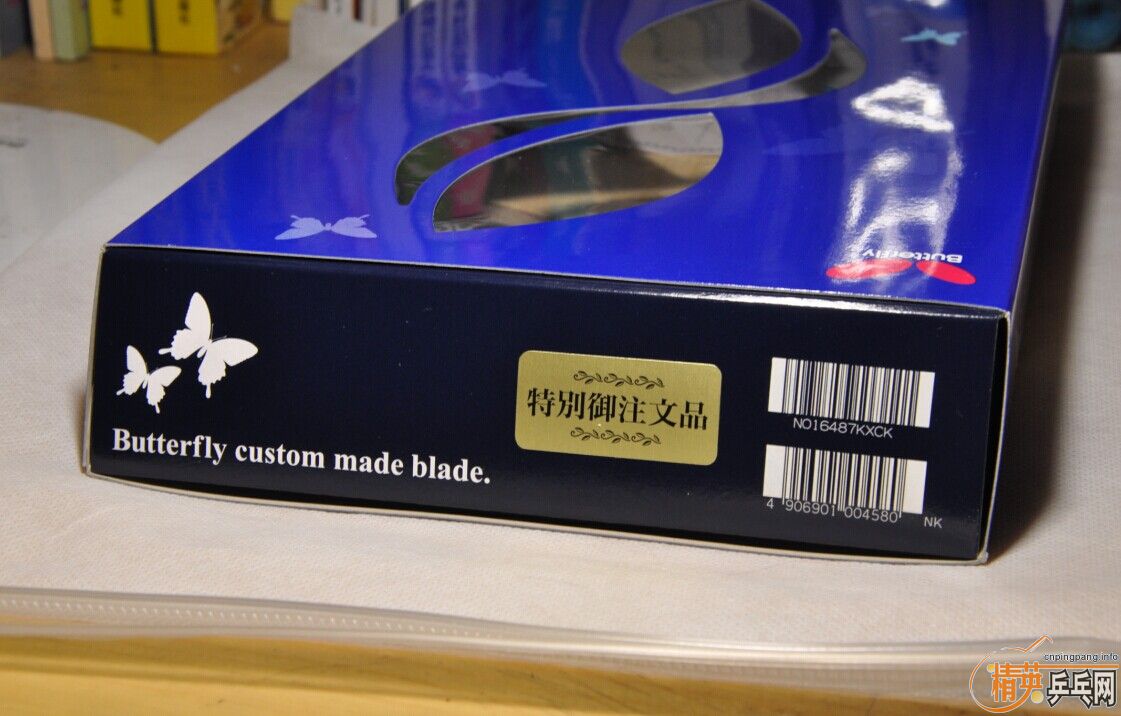 Butterfly
Butterfly custom made blade.
特別御注文品
NO16487KXCK
4 906901 004580 NK
cnpingpang.info
精英乒乓网